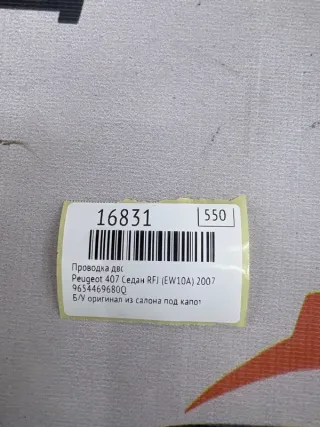 16831 550
Проводка двс
Peugeot 407 Седан RFJ (EW10A) 2007
9654469680Q
Б/У оригинал из салона под капот